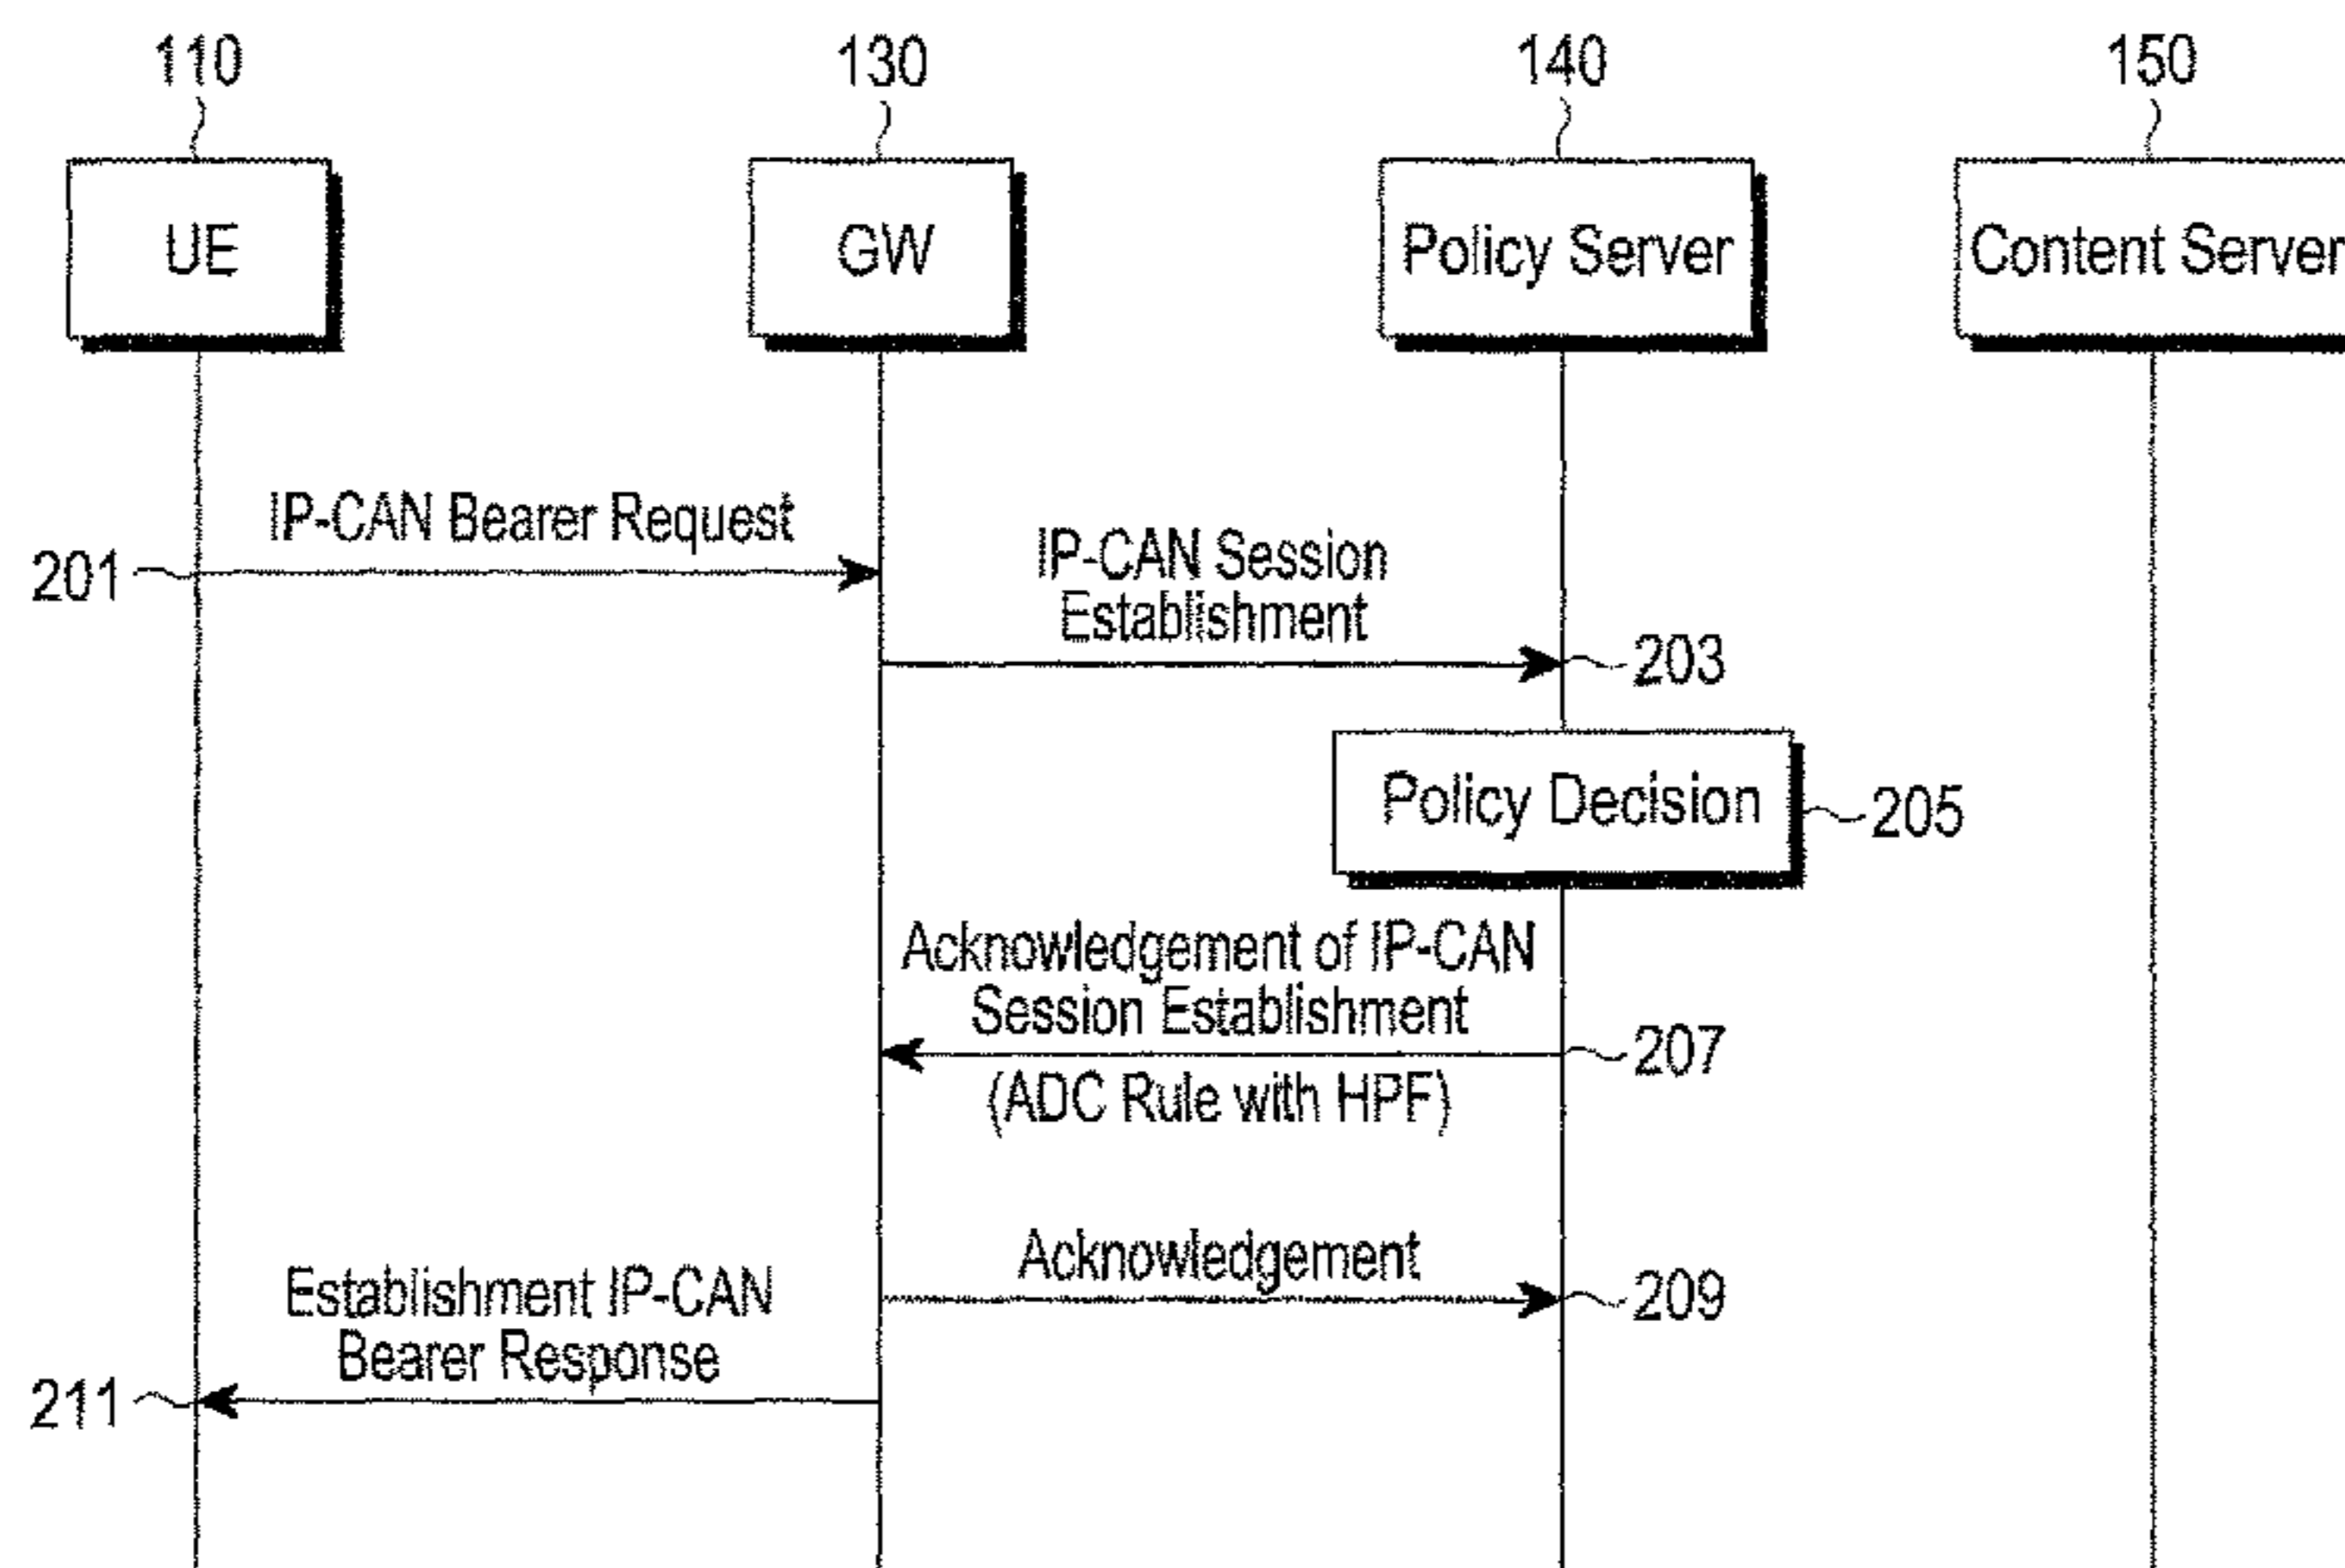 110
130
140
150
UE
GW
Policy Server
Content Server
IP-CAN Bearer Request
201
IP-CAN Session
Establishment
203
Policy Decision
205
Acknowledgement of IP-CAN
Session Establishment
207
(ADC Rule with HPF)
Acknowledgement
209
Establishment IP-CAN
Bearer Response
211